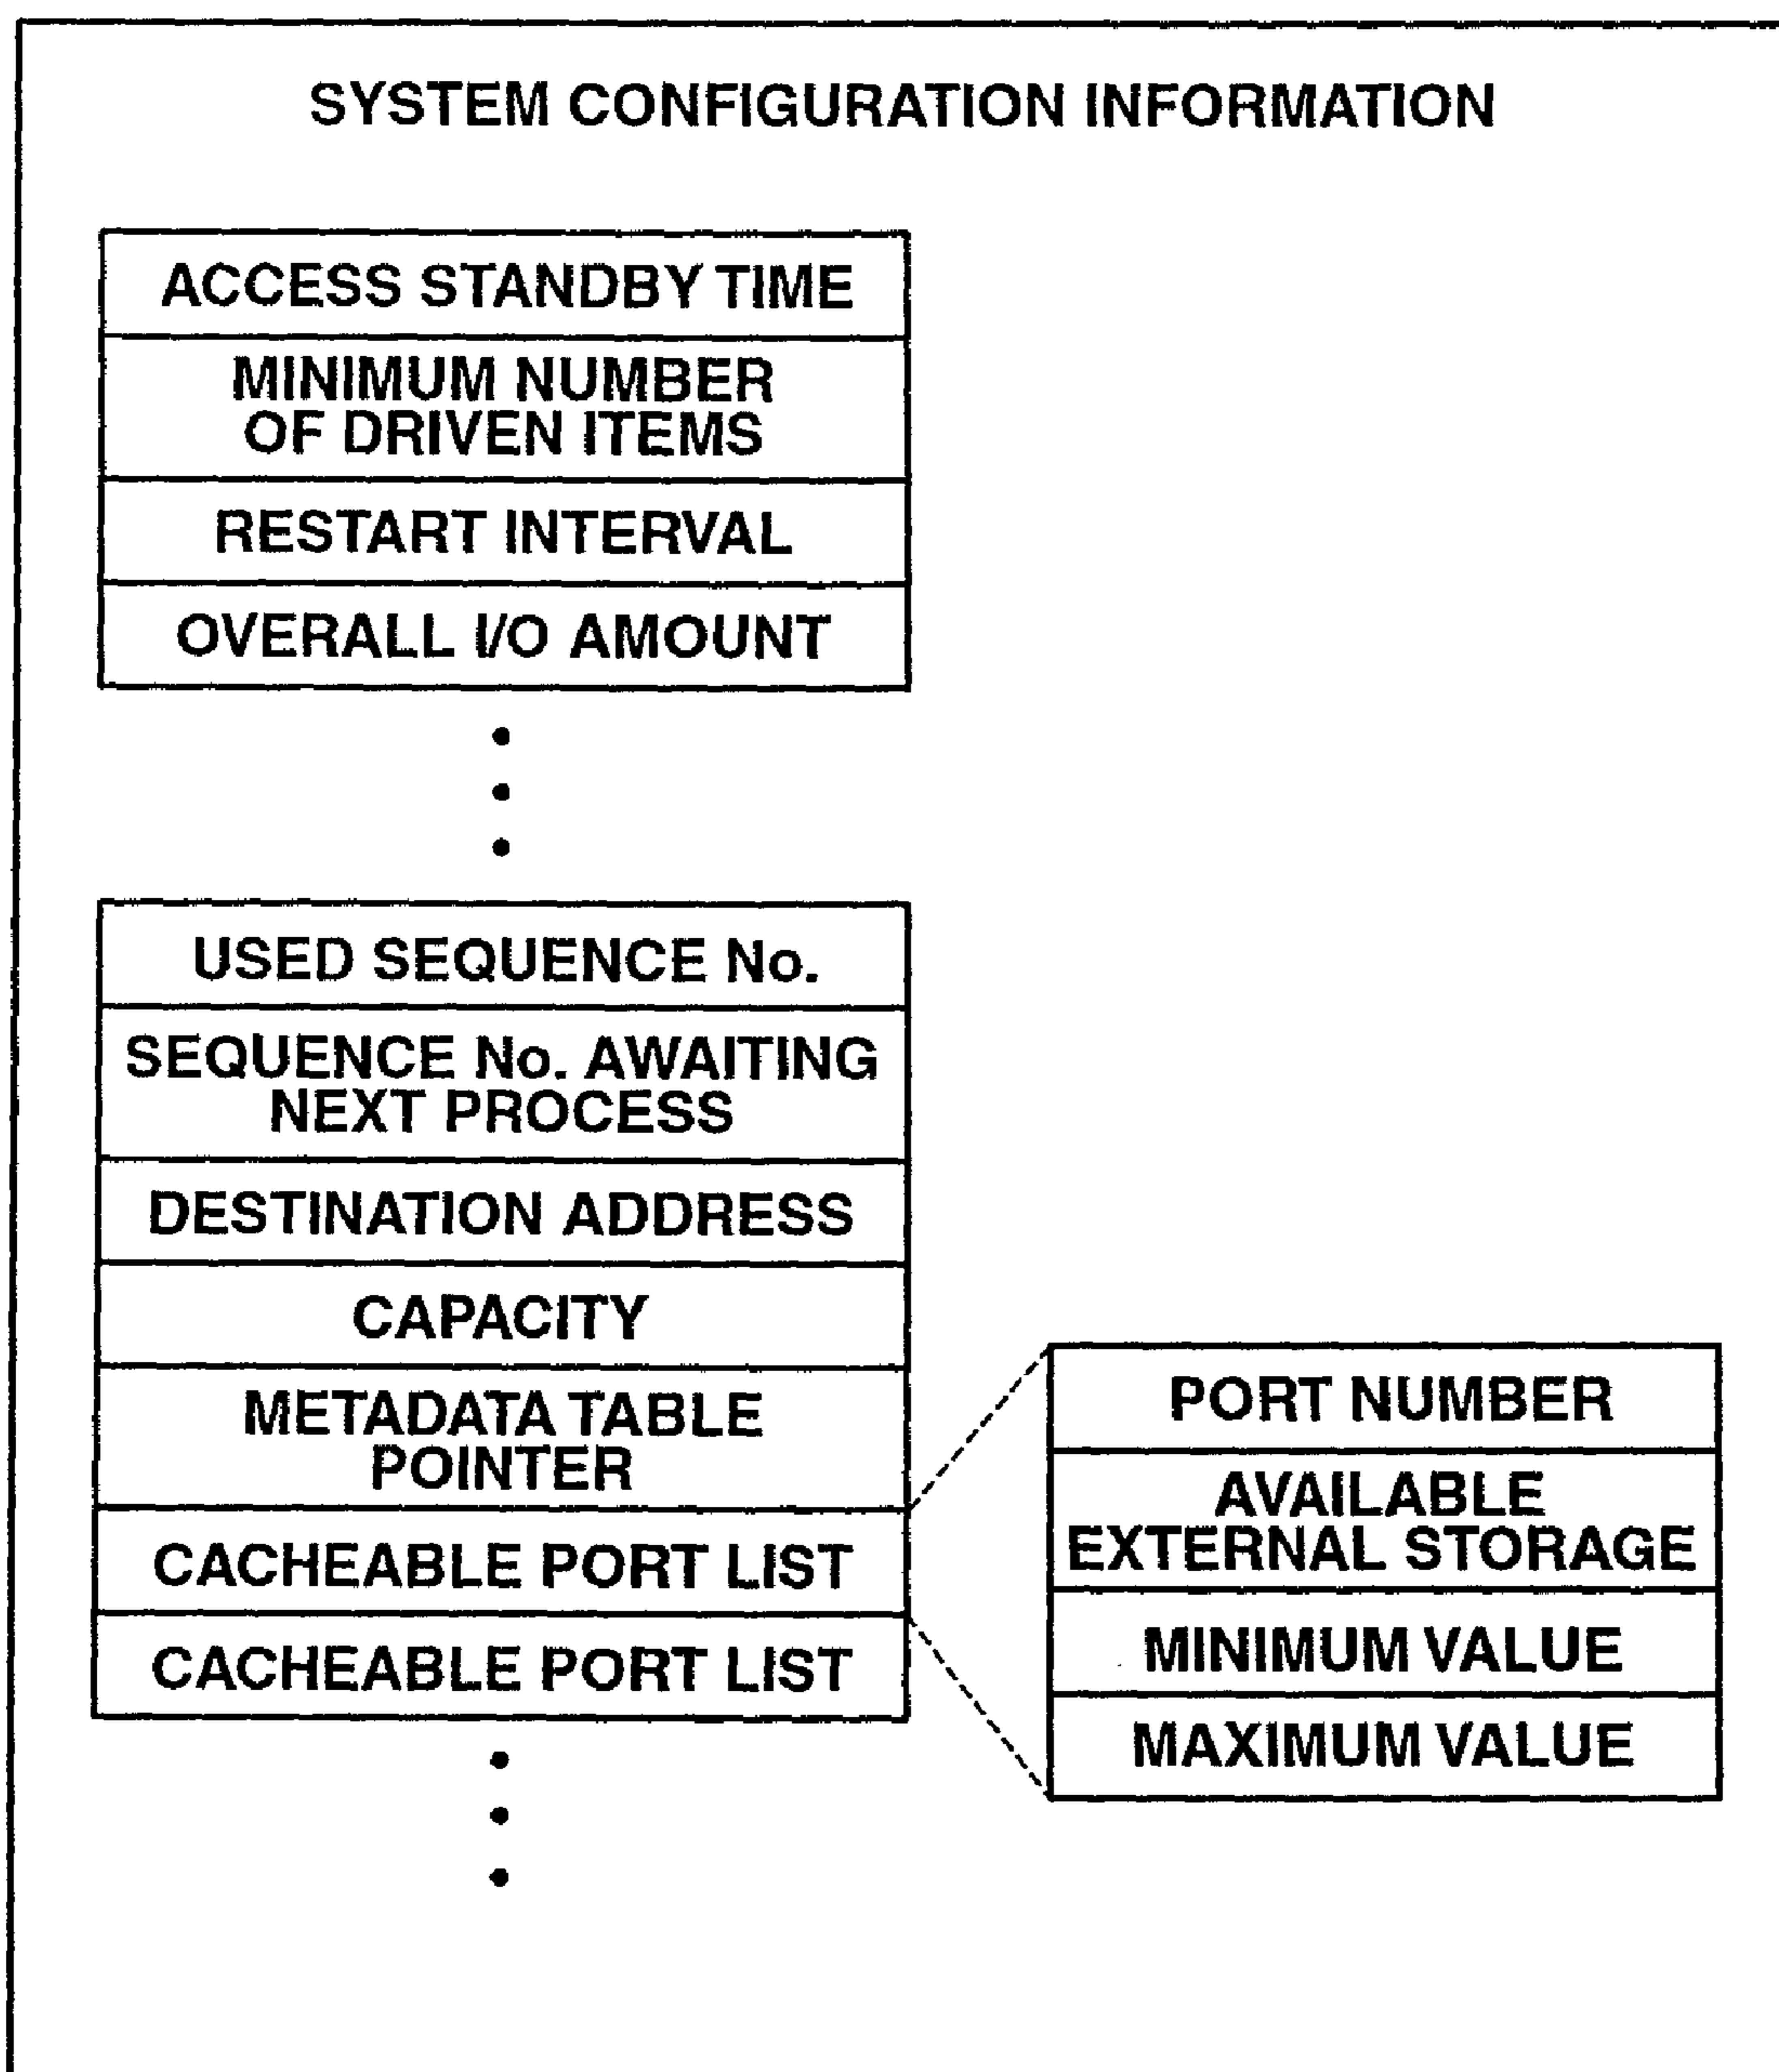 SYSTEM CONFIGURATION INFORMATION
ACCESS STANDBY TIME
MINIMUM NUMBER
OF DRIVEN ITEMS
RESTART INTERVAL
OVERALL I/O AMOUNT
USED SEQUENCE No.
SEQUENCE No. AWAITING
NEXT PROCESS
DESTINATION ADDRESS
CAPACITY
METADATA TABLE
POINTER
CACHEABLE PORT LIST
CACHEABLE PORT LIST
PORT NUMBER
AVAILABLE
EXTERNAL STORAGE
MINIMUM VALUE
MAXIMUM VALUE